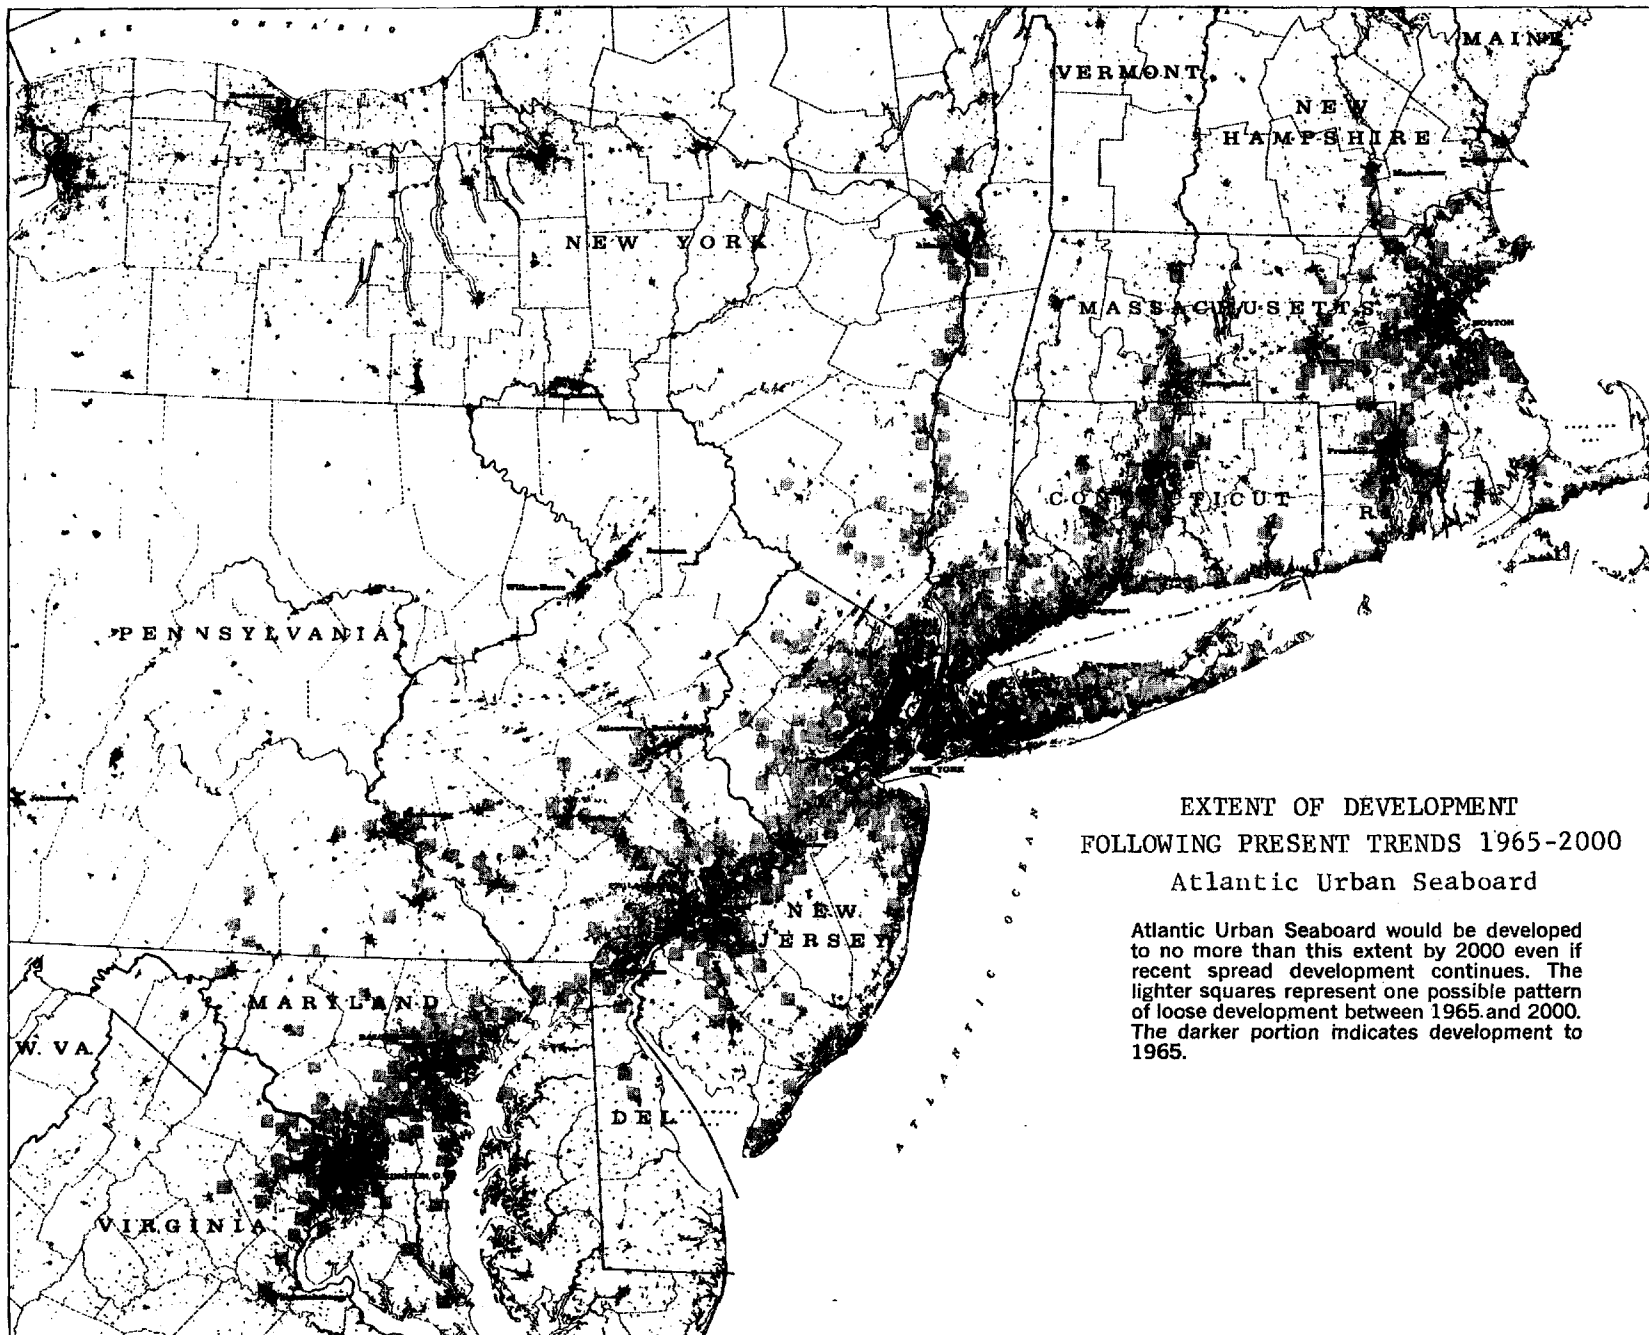 LAKE ONTARIO
MAINE
VERMONT
NEW
HAMPSHIRE
NEW YORK
MASSACHUSETTS
BOSTON
CONNECTICUT
R.
PENNSYLVANIA
NEW YORK
NEW
JERSEY
MARYLAND
W. VA.
DEL.
VIRGINIA
ATLANTIC OCEAN
EXTENT OF DEVELOPMENT
FOLLOWING PRESENT TRENDS 1965-2000
Atlantic Urban Seaboard
Atlantic Urban Seaboard would be developed
to no more than this extent by 2000 even if
recent spread development continues. The
lighter squares represent one possible pattern
of loose development between 1965 and 2000.
The darker portion indicates development to
1965.